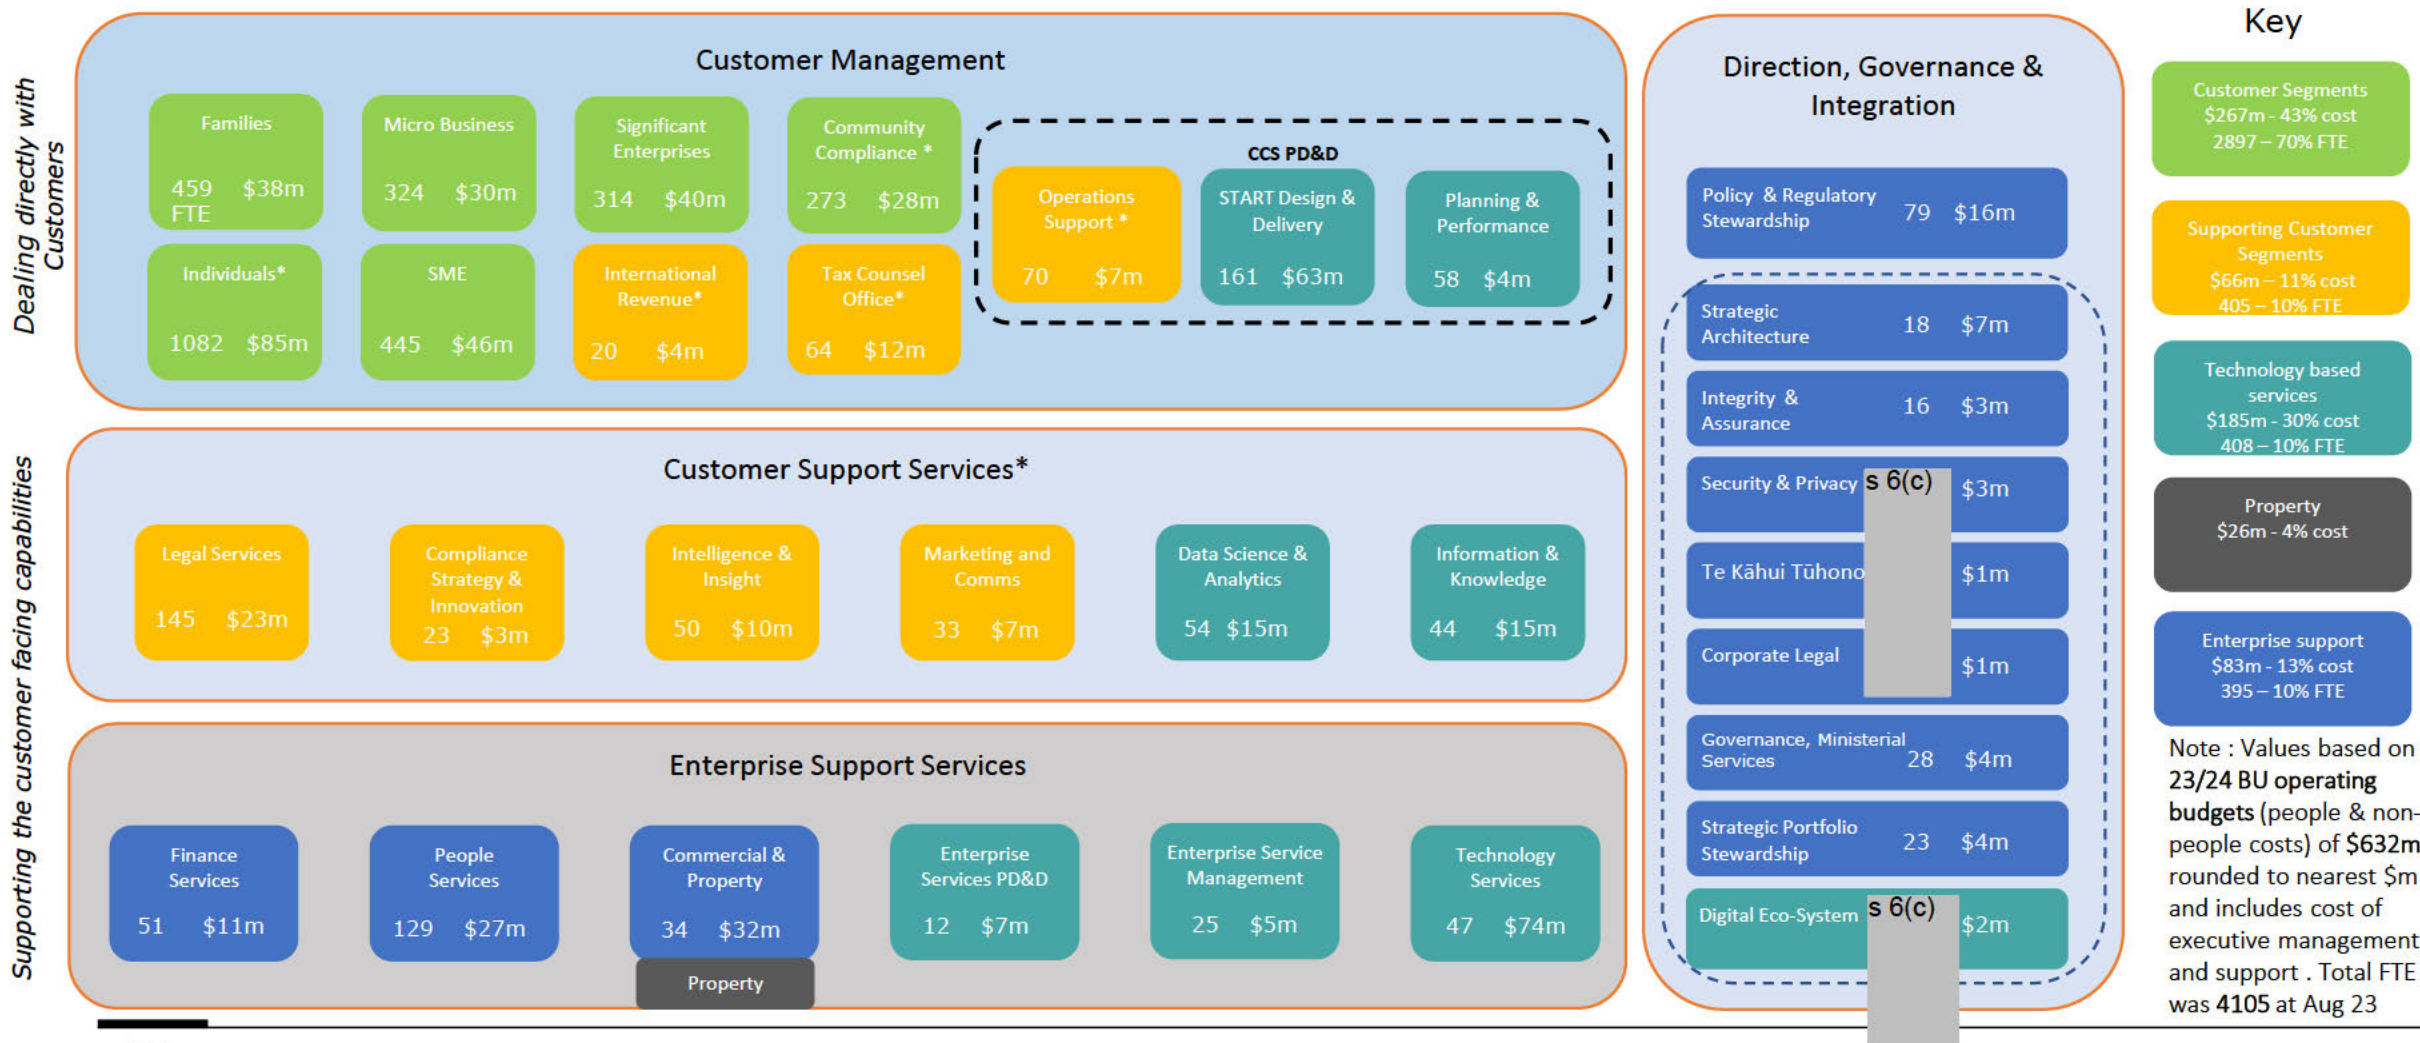 Dealing directly with
Customers
Customer Management
Families
459 $38m
FTE
Micro Business
324 $30m
Significant
Enterprises
314 $40m
Community
Compliance *
273 $28m
Individuals*
1082 $85m
SME
445 $46m
International
Revenue*
20 $4m
Tax Counsel
Office*
64 $12m
CCS PD&D
Operations
Support *
70 $7m
START Design &
Delivery
161 $63m
Planning &
Performance
58 $4m
Supporting the customer facing capabilities
Customer Support Services*
Legal Services
145 $23m
Compliance
Strategy &
Innovation
23 $3m
Intelligence &
Insight
50 $10m
Marketing and
Comms
33 $7m
Data Science &
Analytics
54 $15m
Information &
Knowledge
44 $15m
Enterprise Support Services
Finance
Services
51 $11m
People
Services
129 $27m
Commercial &
Property
34 $32m
Property
Enterprise
Services PD&D
12 $7m
Enterprise Service
Management
25 $5m
Technology
Services
47 $74m
Direction, Governance &
Integration
Policy & Regulatory
Stewardship
79 $16m
Strategic
Architecture
18 $7m
Integrity &
Assurance
16 $3m
Security & Privacy s 6(c) $3m
Te Kāhui Tūhono $1m
Corporate Legal $1m
Governance, Ministerial
Services
28 $4m
Strategic Portfolio
Stewardship
23 $4m
Digital Eco-System s 6(c) $2m
Key
Customer Segments
$267m - 43% cost
2897 – 70% FTE
Supporting Customer
Segments
$66m – 11% cost
405 – 10% FTE
Technology based
services
$185m - 30% cost
408 – 10% FTE
Property
$26m - 4% cost
Enterprise support
$83m - 13% cost
395 – 10% FTE
Note : Values based on
23/24 BU operating
budgets (people & non-
people costs) of $632m
rounded to nearest $m
and includes cost of
executive management
and support . Total FTE
was 4105 at Aug 23